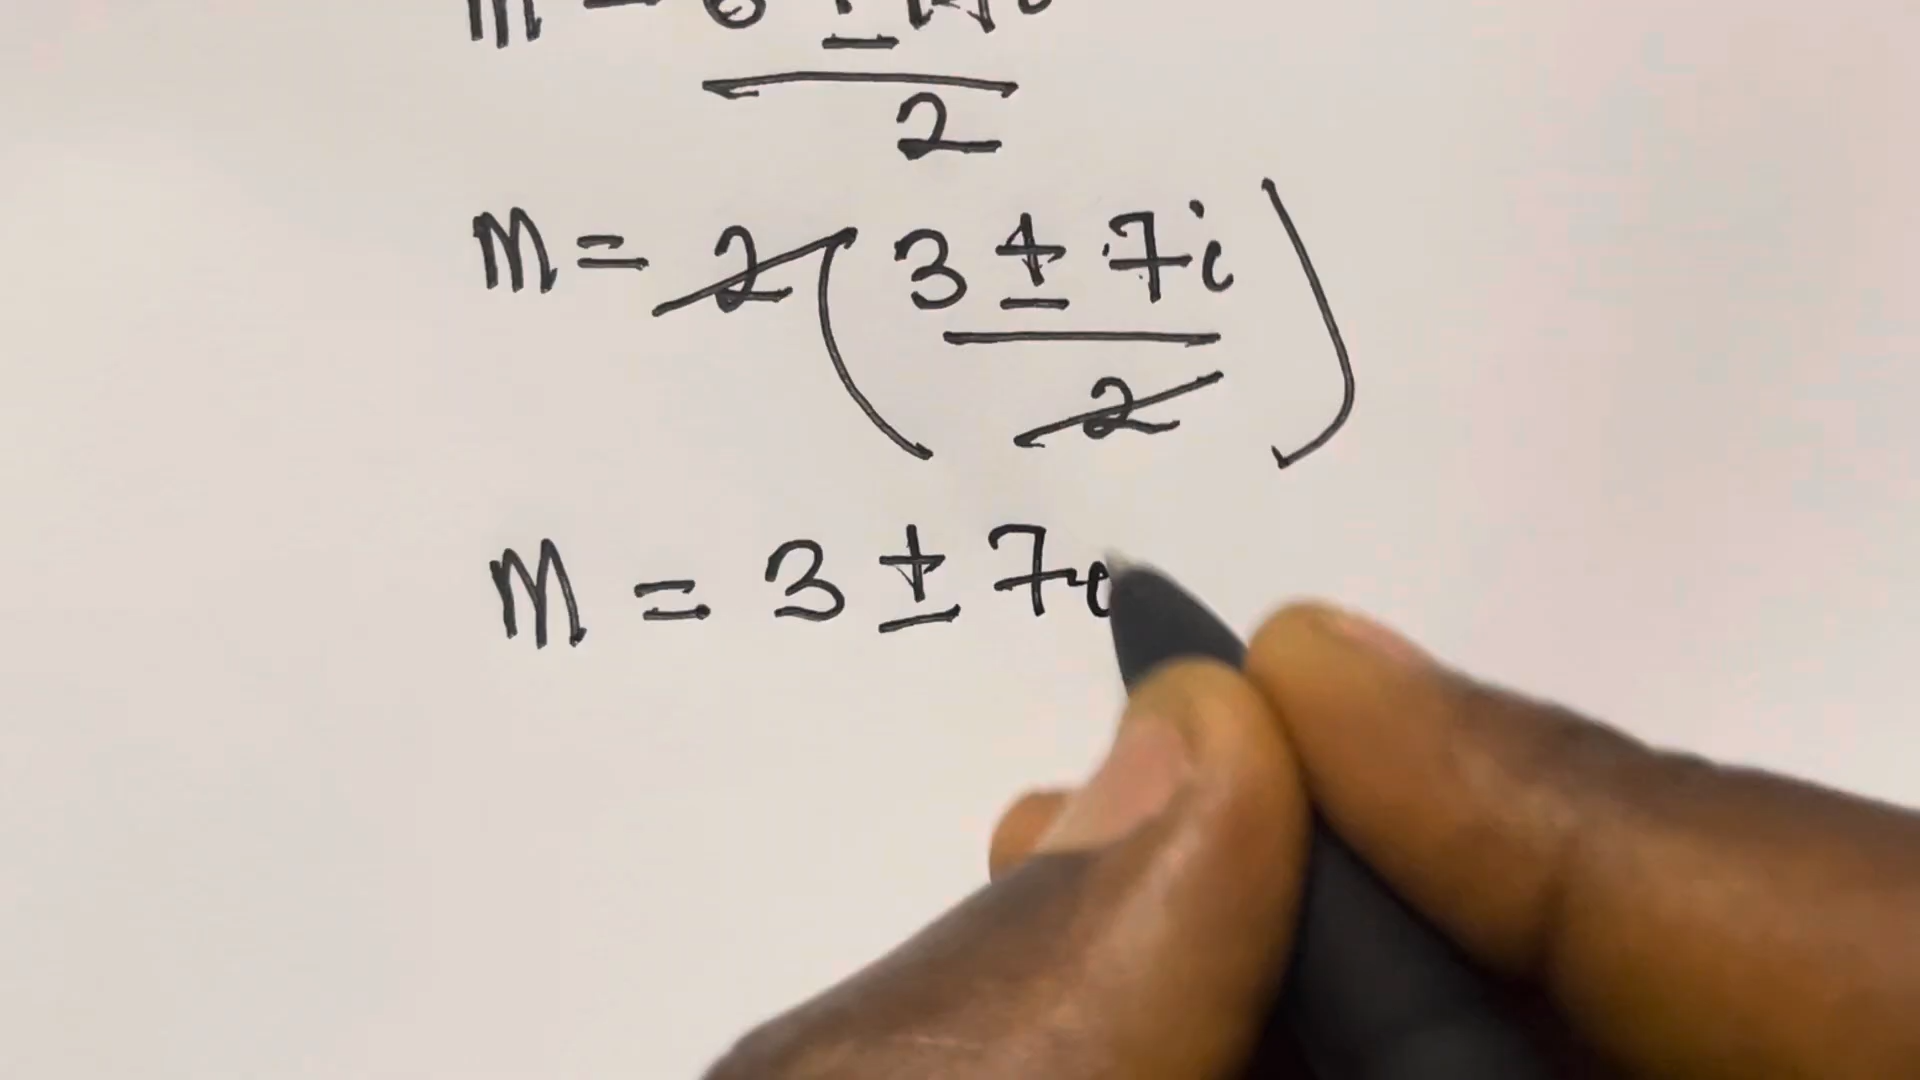 m =
2
m = 2 ( 3 ± 7i )
2
m = 3 ± 7i